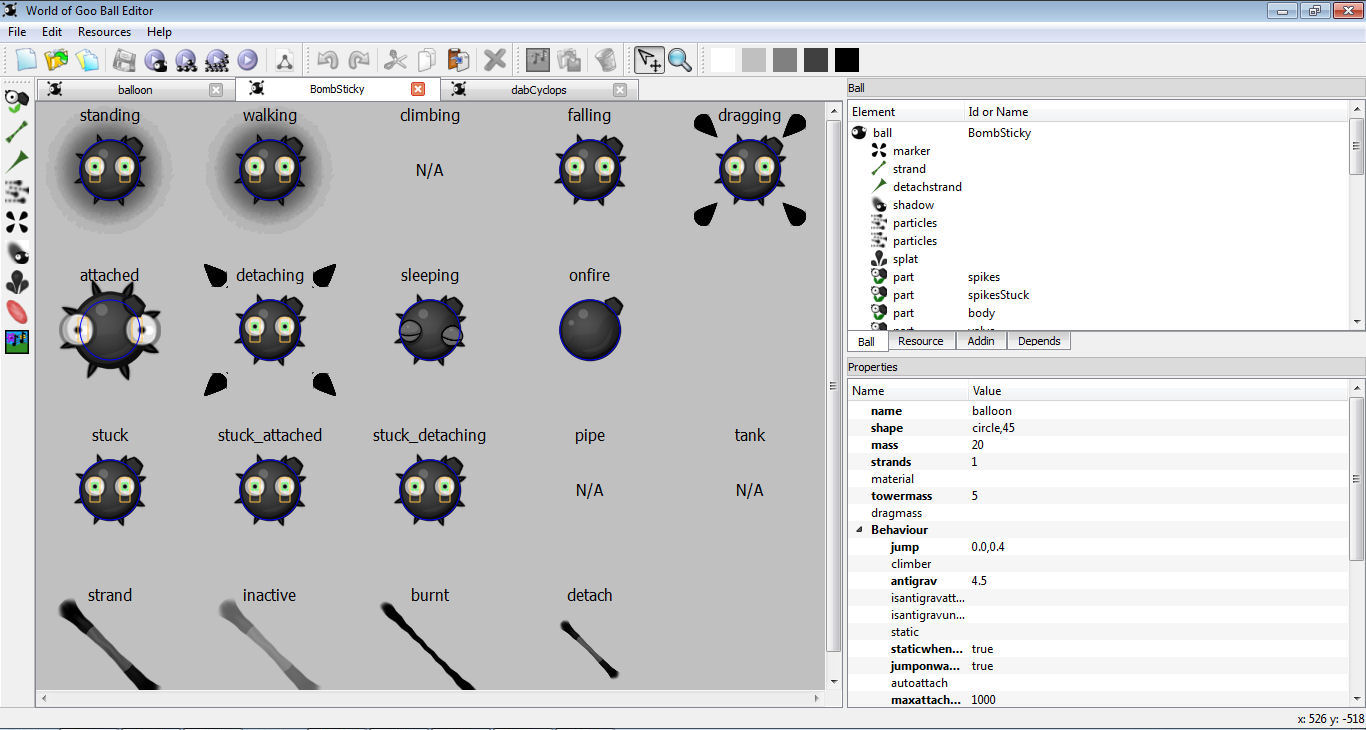 World of Goo Ball Editor
File Edit Resources Help
balloon BombSticky dabCyclops
standing walking climbing falling dragging
N/A
attached detaching sleeping onfire
stuck stuck_attached stuck_detaching pipe tank
N/A N/A
strand inactive burnt detach
Ball
Element Id or Name
ball BombSticky
marker
strand
detachstrand
shadow
particles
particles
splat
part spikes
part spikesStuck
part body
Ball Resource Addin Depends
Properties
Name Value
name balloon
shape circle,45
mass 20
strands 1
material
towermass 5
dragmass
Behaviour
jump 0.0,0.4
climber
antigrav 4.5
isantigravatt...
isantigravun...
static
staticwhen... true
jumponwa... true
autoattach
maxattach... 1000
x: 526 y: -518